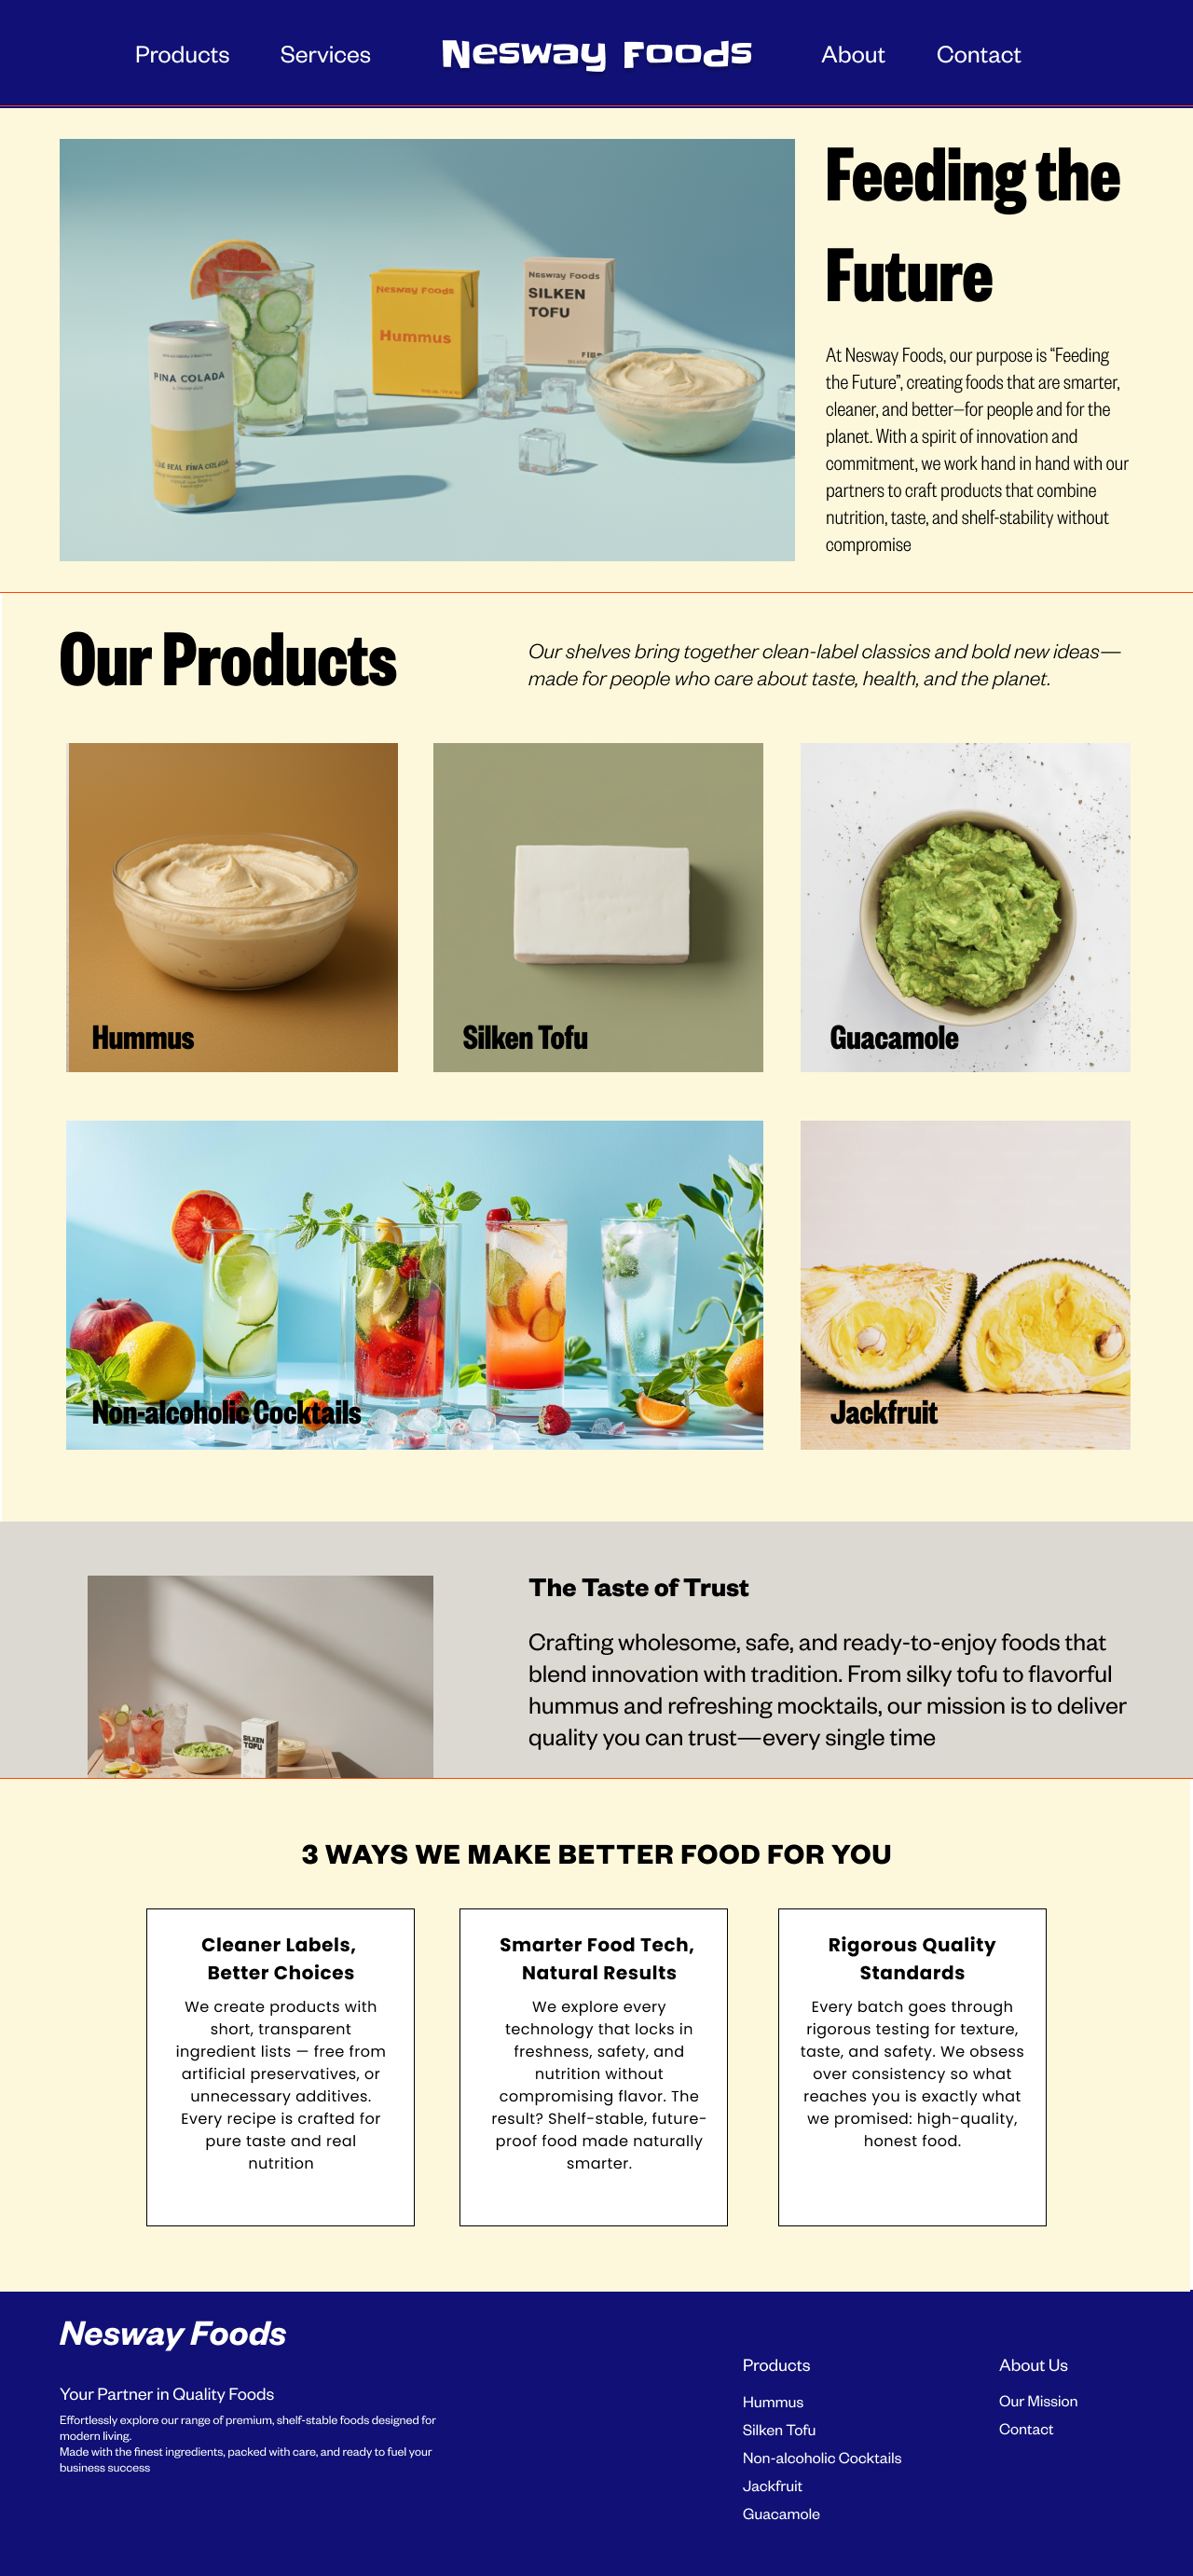 Products
Services
Nesway Foods
About
Contact
Feeding the
Future
At Nesway Foods, our purpose is “Feeding
the Future”, creating foods that are smarter,
cleaner, and better—for people and for the
planet. With a spirit of innovation and
commitment, we work hand in hand with our
partners to craft products that combine
nutrition, taste, and shelf-stability without
compromise
PINA COLADA
Nesway Foods
Hummus
Neswray Foods
SILKEN
TOFU
Our Products
Our shelves bring together clean-label classics and bold new ideas—
made for people who care about taste, health, and the planet.
Hummus
Silken Tofu
Guacamole
Non-alcoholic Cocktails
Jackfruit
SILKEN
TOFU
The Taste of Trust
Crafting wholesome, safe, and ready-to-enjoy foods that
blend innovation with tradition. From silky tofu to flavorful
hummus and refreshing mocktails, our mission is to deliver
quality you can trust—every single time
3 WAYS WE MAKE BETTER FOOD FOR YOU
Cleaner Labels,
Better Choices
We create products with
short, transparent
ingredient lists — free from
artificial preservatives, or
unnecessary additives.
Every recipe is crafted for
pure taste and real
nutrition
Smarter Food Tech,
Natural Results
We explore every
technology that locks in
freshness, safety, and
nutrition without
compromising flavor. The
result? Shelf-stable, future-
proof food made naturally
smarter.
Rigorous Quality
Standards
Every batch goes through
rigorous testing for texture,
taste, and safety. We obsess
over consistency so what
reaches you is exactly what
we promised: high-quality,
honest food.
Nesway Foods
Your Partner in Quality Foods
Effortlessly explore our range of premium, shelf-stable foods designed for
modern living.
Made with the finest ingredients, packed with care, and ready to fuel your
business success
Products
Hummus
Silken Tofu
Non-alcoholic Cocktails
Jackfruit
Guacamole
About Us
Our Mission
Contact